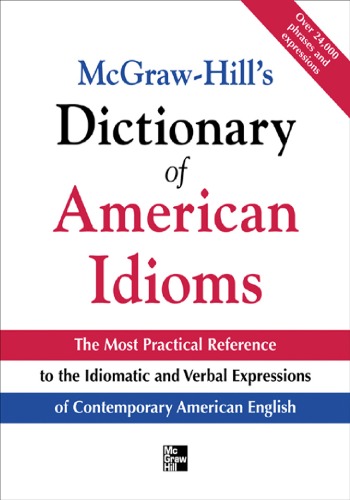 Over 24,000
phrases and
expressions
McGraw-Hill's
Dictionary
of
American
Idioms
The Most Practical Reference
to the Idiomatic and Verbal Expressions
of Contemporary American English
Mc
Graw
Hill